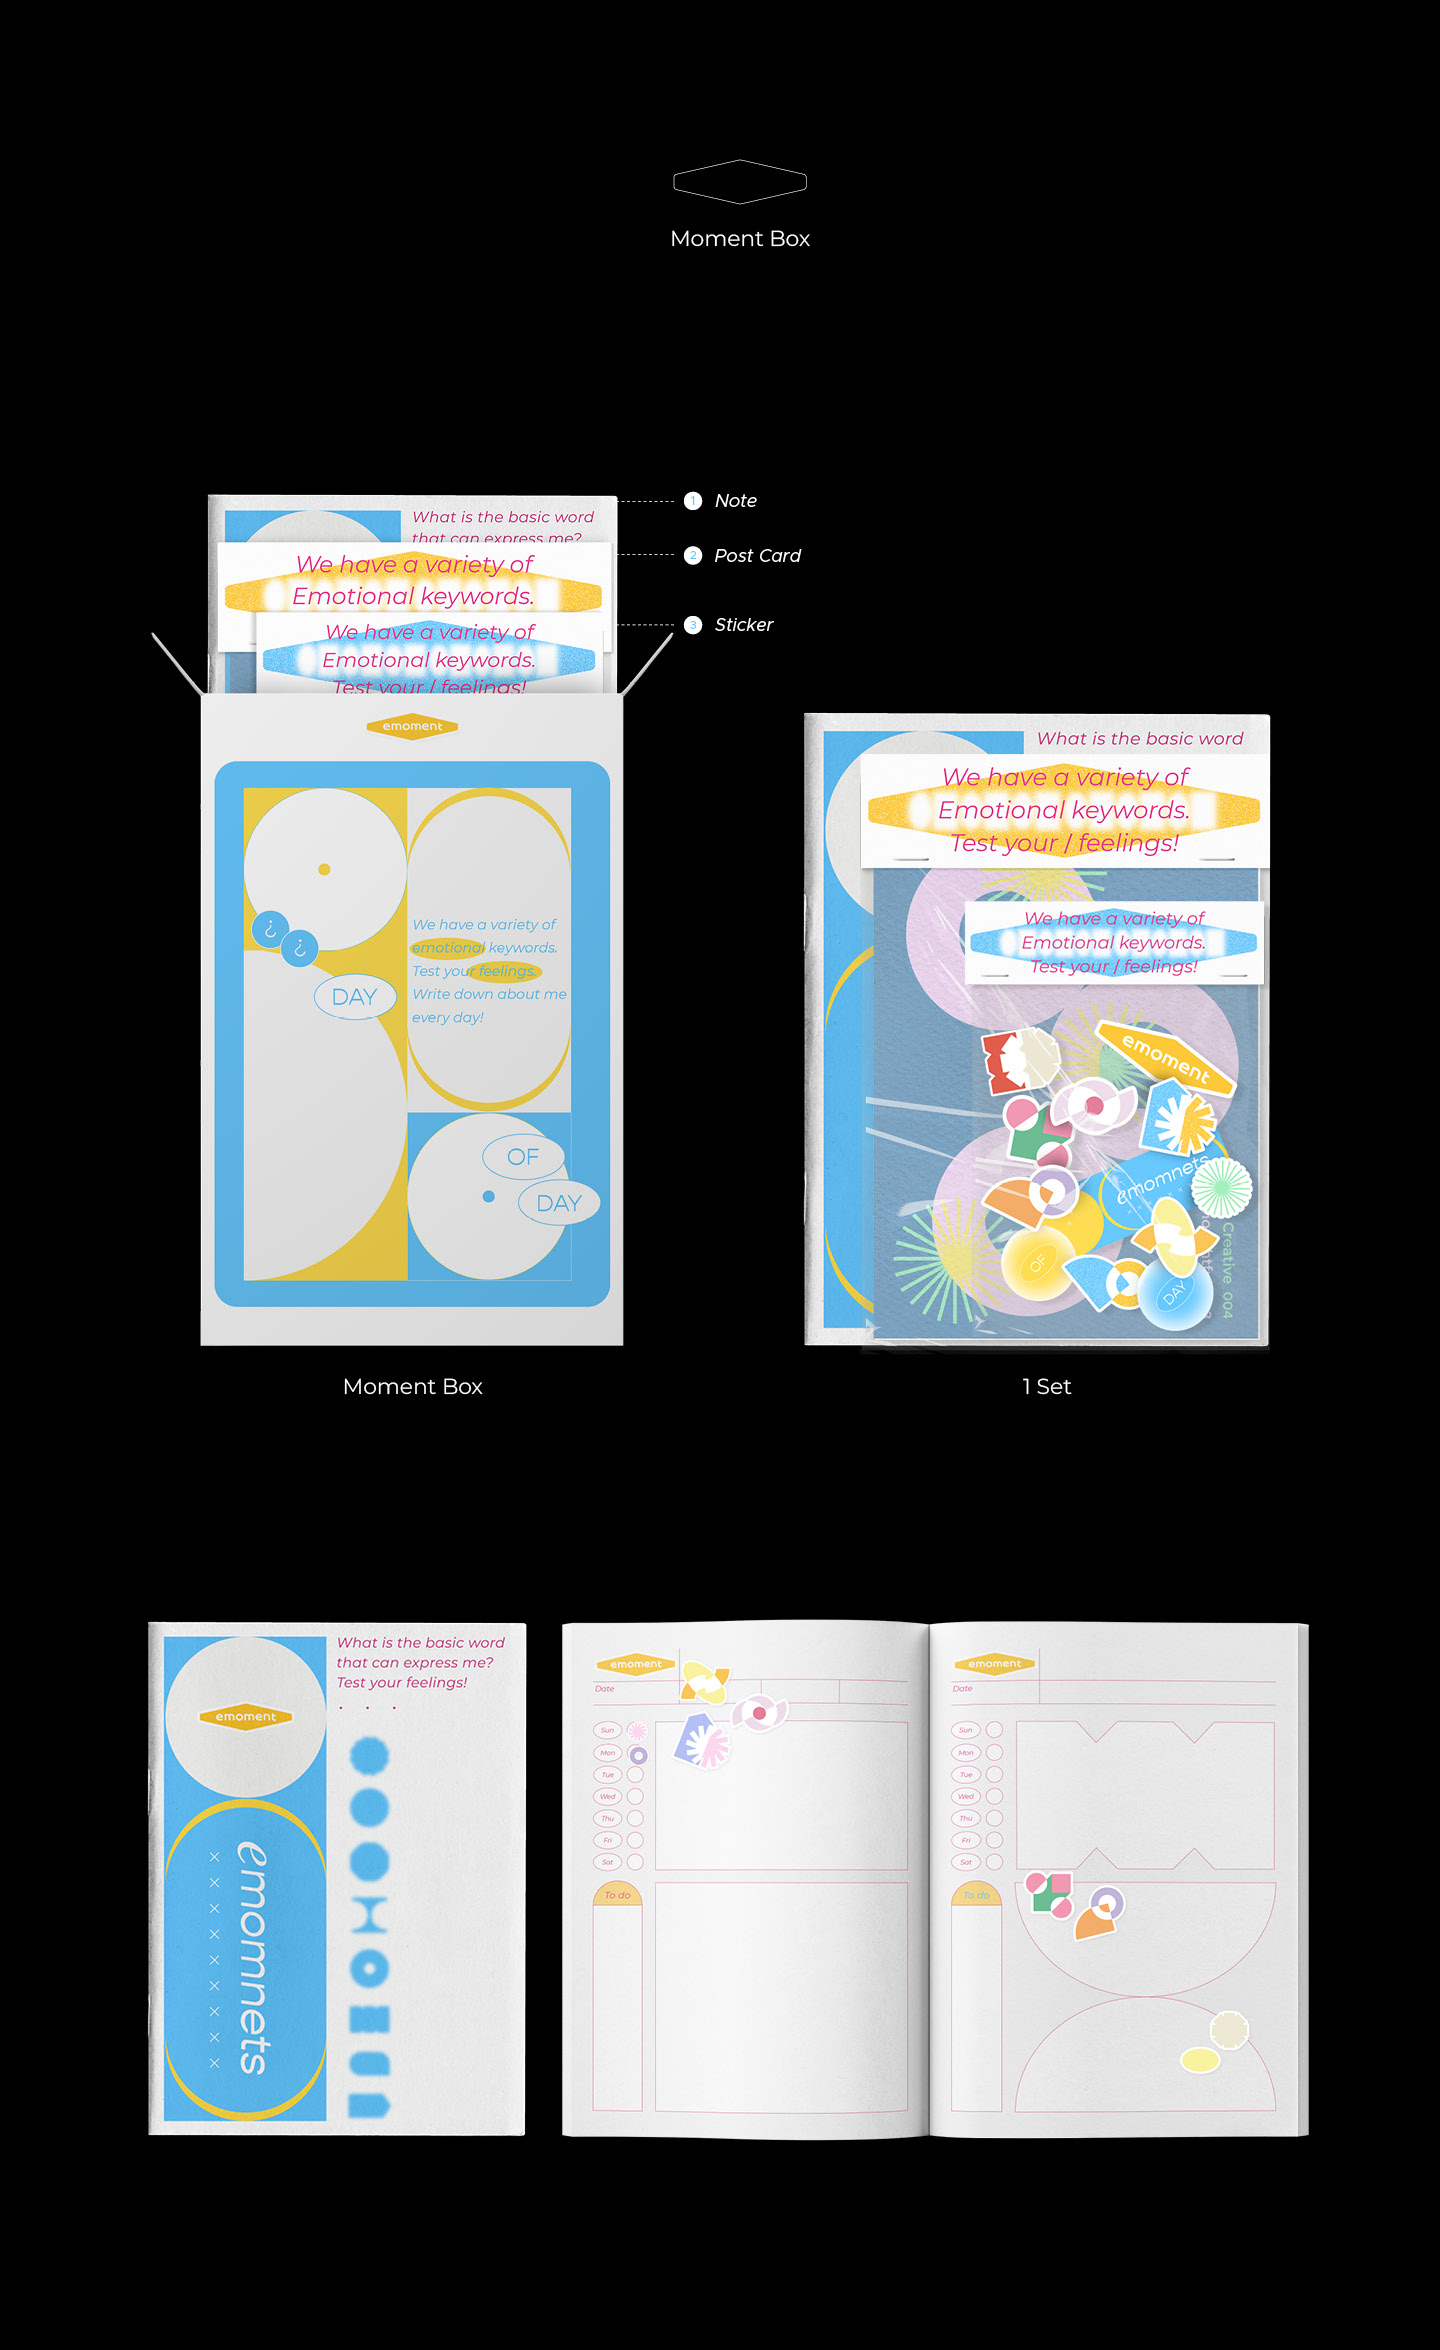 Moment Box
1 Note
2 Post Card
3 Sticker
What is the basic word
that can express me?
We have a variety of
Emotional keywords.
We have a variety of
Emotional keywords.
Test your / feelings!
emoment
¿
¿
DAY
We have a variety of
emotional keywords.
Test your feelings.
Write down about me
every day!
OF
DAY
Moment Box
What is the basic word
We have a variety of
Emotional keywords.
Test your / feelings!
We have a variety of
Emotional keywords.
Test your / feelings!
emoment
emomnets
OF
DAY
Creative 004
1 Set
What is the basic word
that can express me?
Test your feelings!
. . .
emoment
emomnets
× × × × × × × × ×
emoment
Date
Sun
Mon
Tue
Wed
Thu
Fri
Sat
To do
emoment
Date
Sun
Mon
Tue
Wed
Thu
Fri
Sat
To do